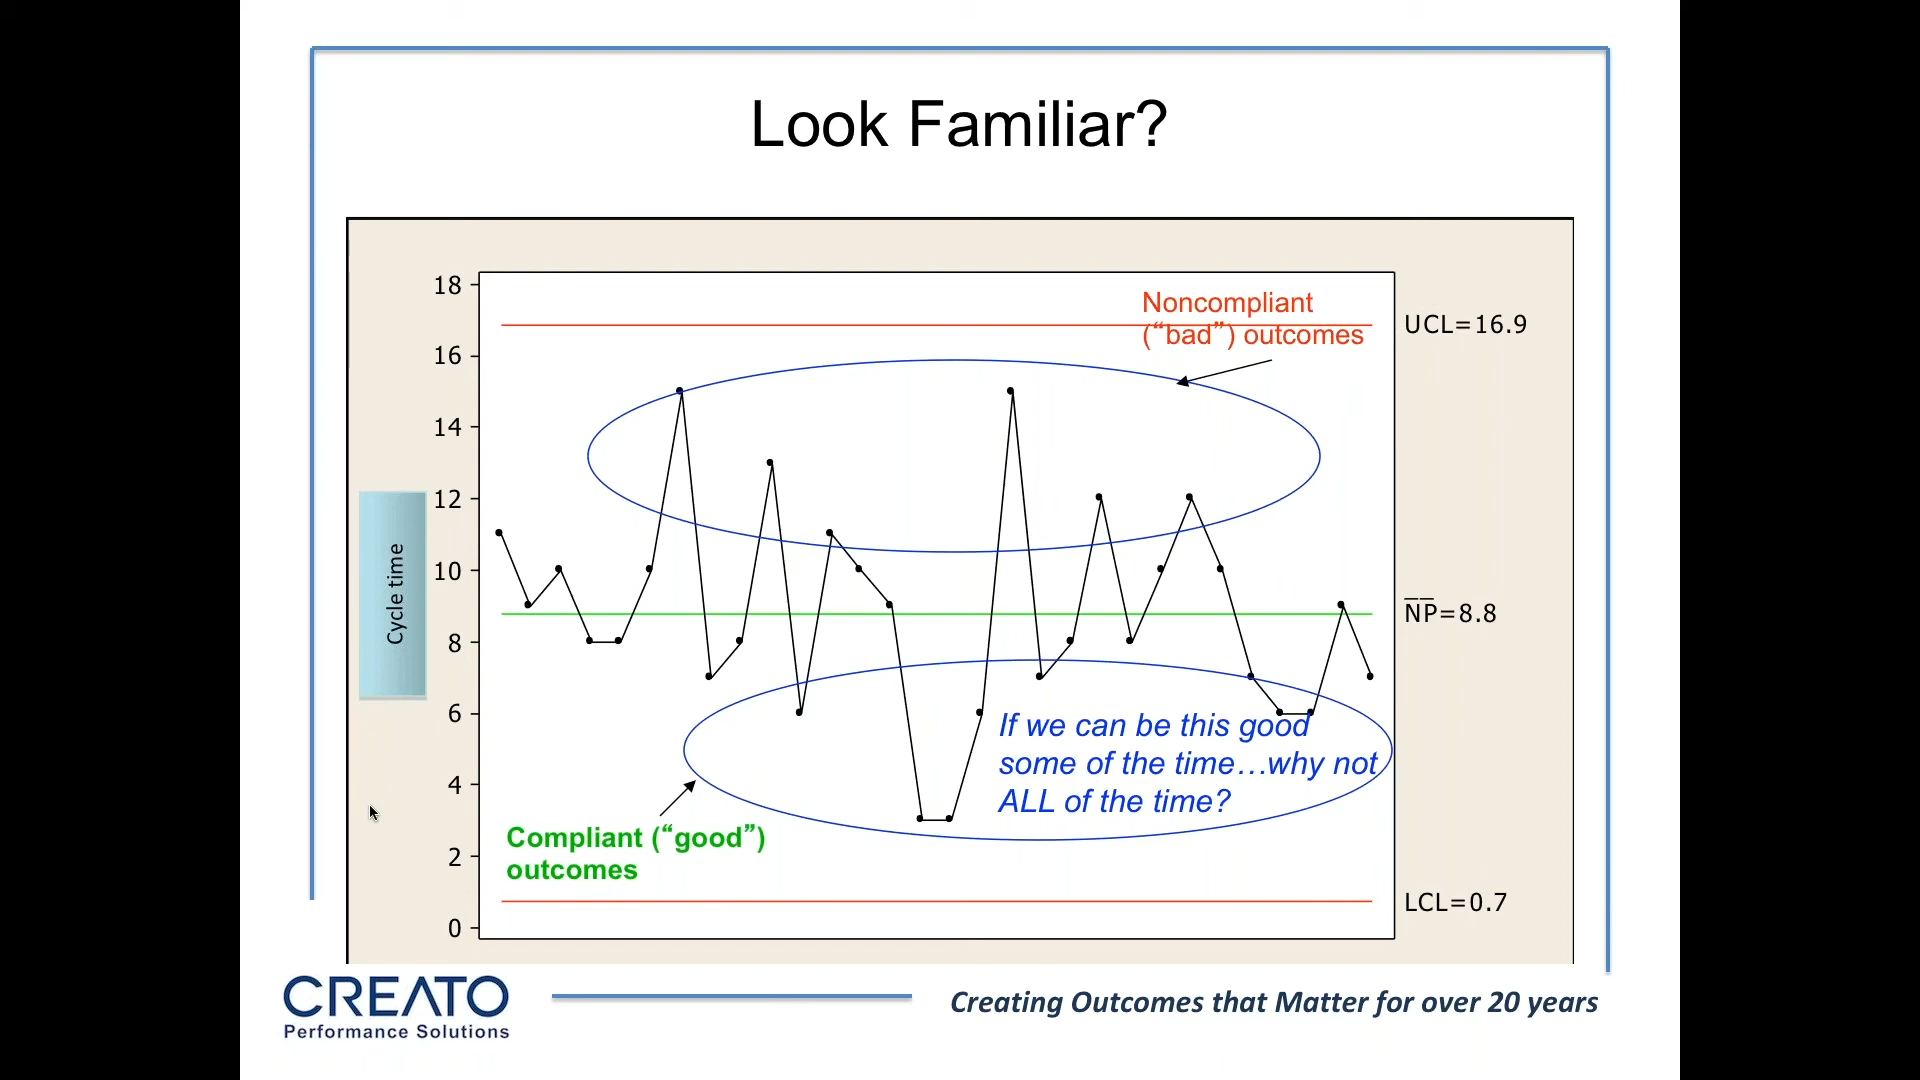 Look Familiar?
18
16
14
12
10
8
6
4
2
0
Cycle time
Noncompliant
(“bad”) outcomes
UCL=16.9
NP=8.8
LCL=0.7
If we can be this good
some of the time…why not
ALL of the time?
Compliant (“good”)
outcomes
CREATO
Performance Solutions
Creating Outcomes that Matter for over 20 years